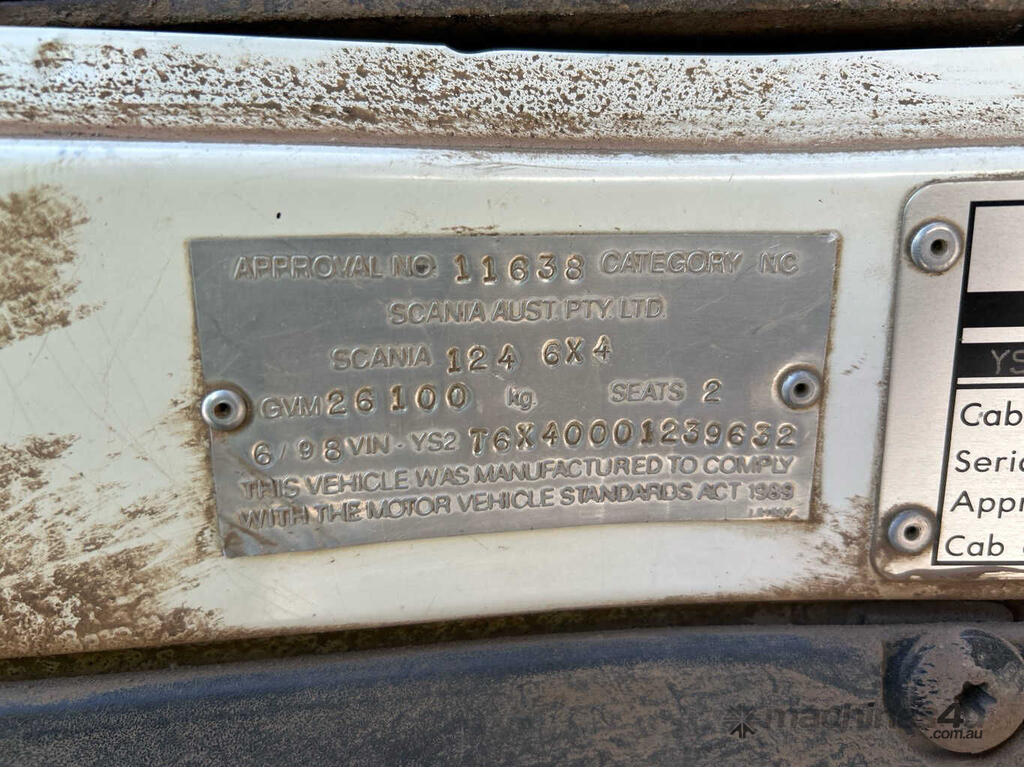 APPROVAL NO. 11638 CATEGORY NC
SCANIA AUST. PTY. LTD.
SCANIA 124 6X4
GVM 26100 kg. SEATS 2
6/98 VIN - YS2 T6X40001239632
THIS VEHICLE WAS MANUFACTURED TO COMPLY
WITH THE MOTOR VEHICLE STANDARDS ACT 1989
YS
Cab
Seri
Appr
Cab
machine4u
.com.au